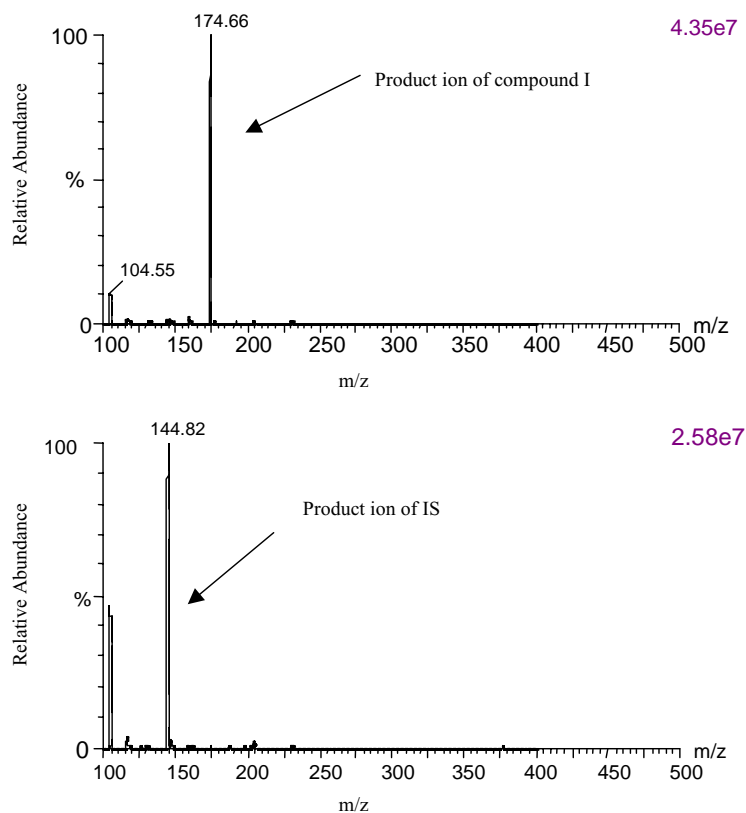 174.66
4.35e7
100
Product ion of compound I
Relative Abundance
%
104.55
0
100 150 200 250 300 350 400 450 500 m/z
m/z
144.82
2.58e7
100
Product ion of IS
Relative Abundance
%
0
100 150 200 250 300 350 400 450 500 m/z
m/z